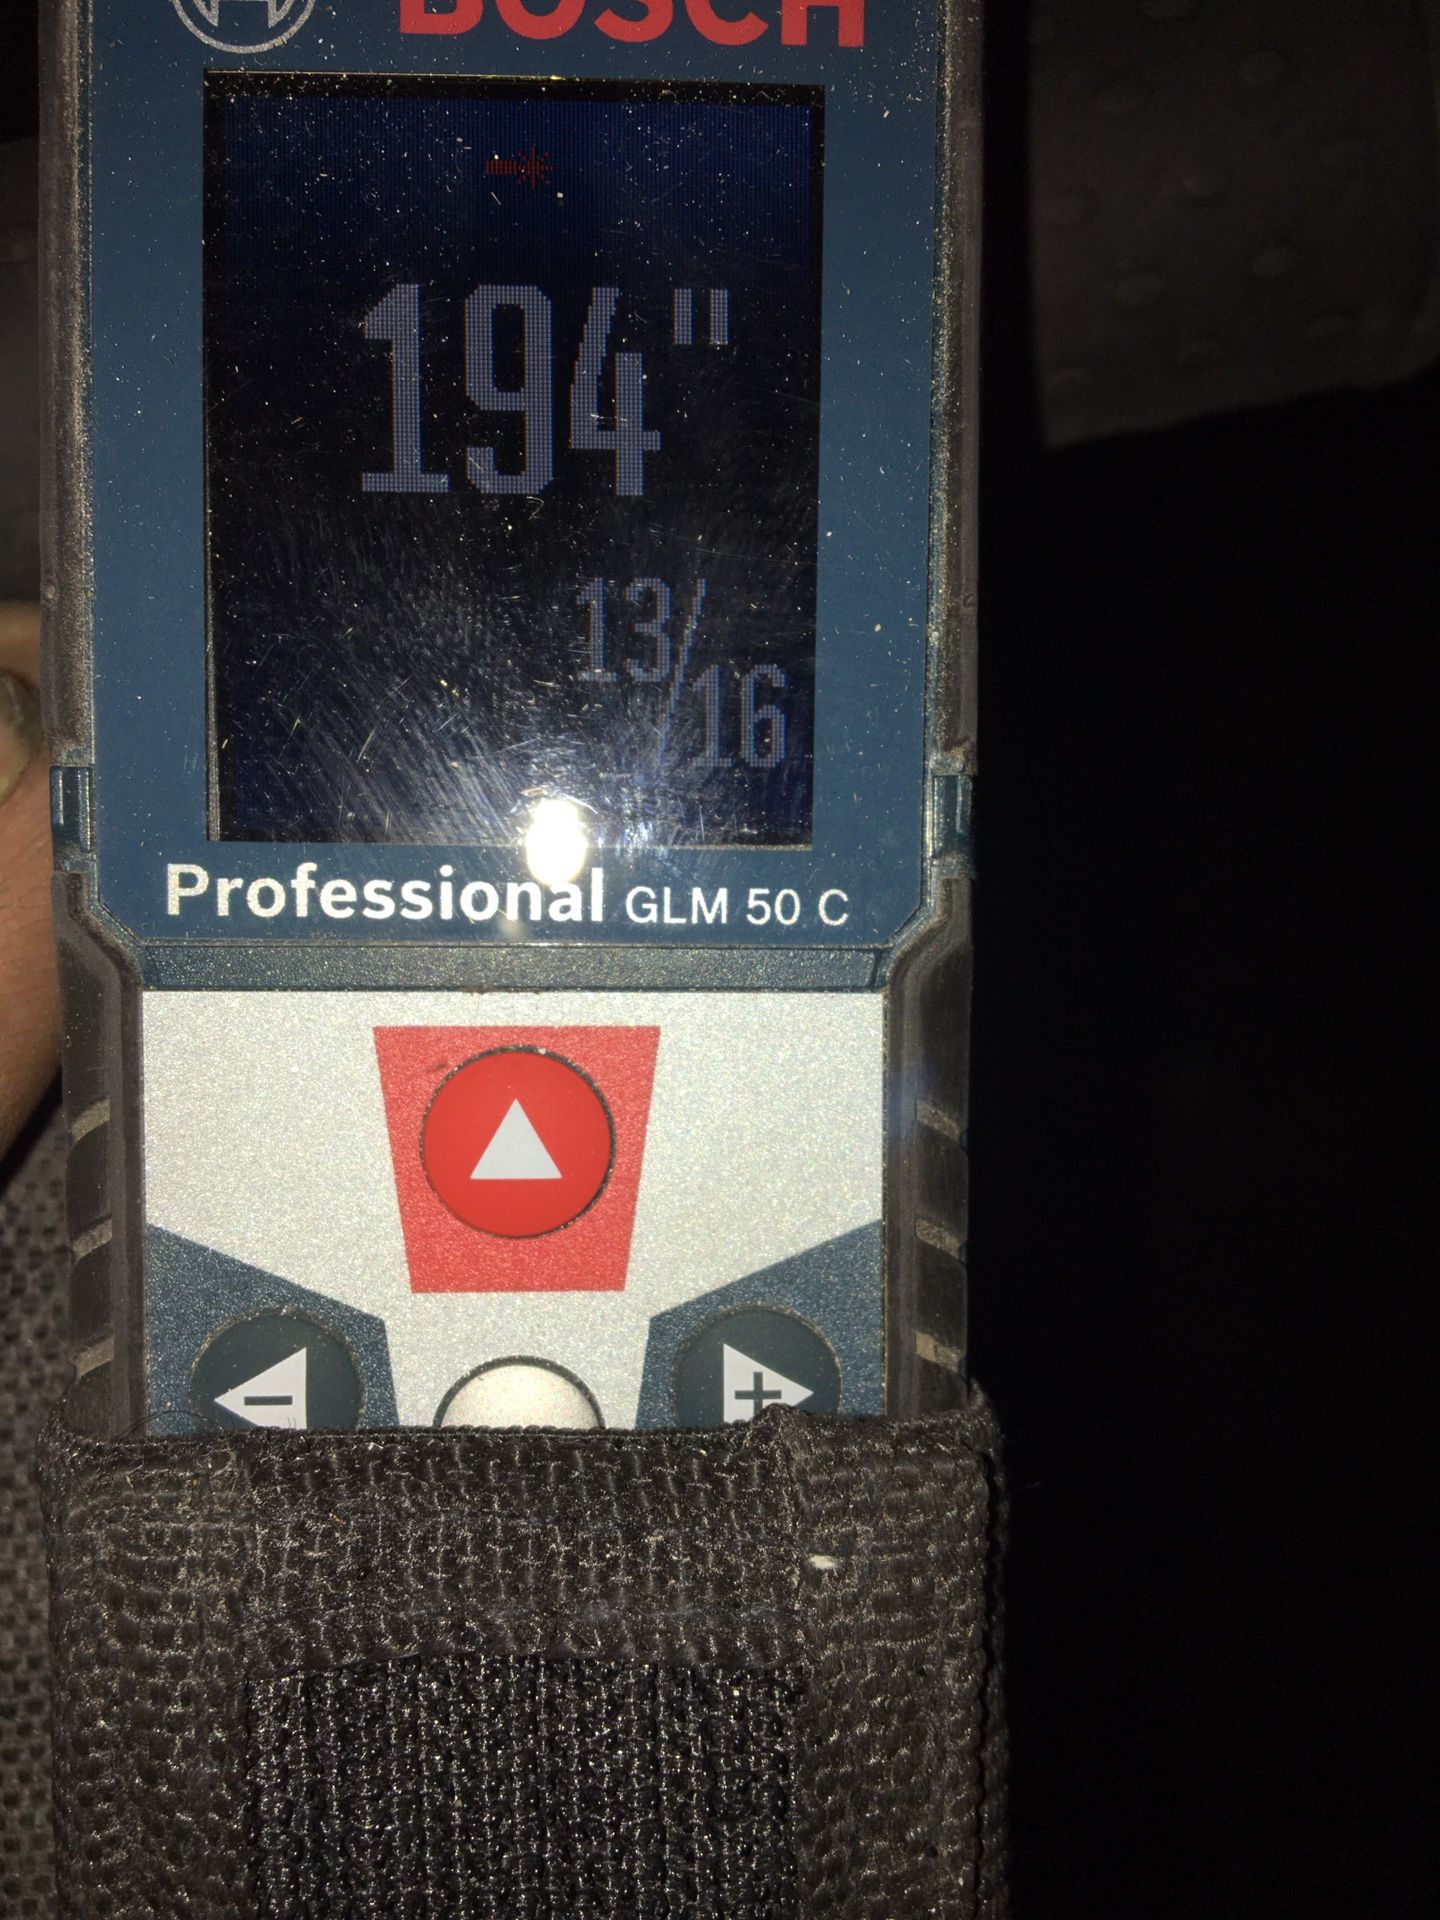 BOSCH
194"
13/16
Professional GLM 50 C
- +